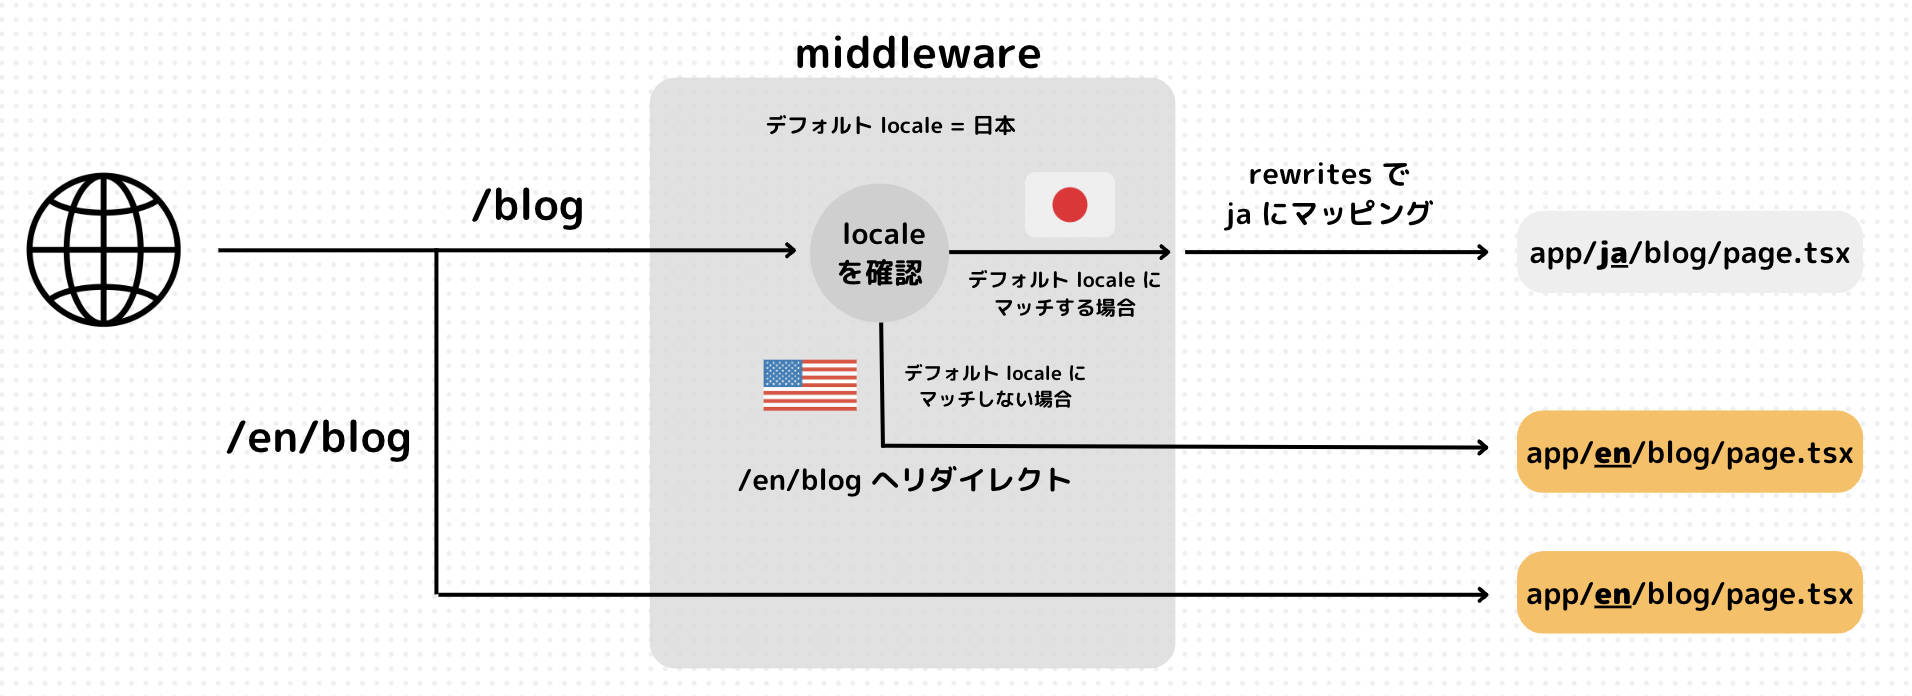 middleware
デフォルト locale = 日本
/blog
locale
を確認
デフォルト locale に
マッチする場合
rewrites で
ja にマッピング
app/ja/blog/page.tsx
デフォルト locale に
マッチしない場合
/en/blog
/en/blog へリダイレクト
app/en/blog/page.tsx
app/en/blog/page.tsx